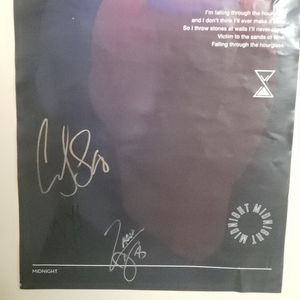 I'm falling through the hourglass
and I don't think I'll ever make it
So I throw stones at walls I'll never
Victim to the sands of time
Falling through the hourglass
MIDNIGHT MIDNIGHT MIDNIGHT
MIDNIGHT